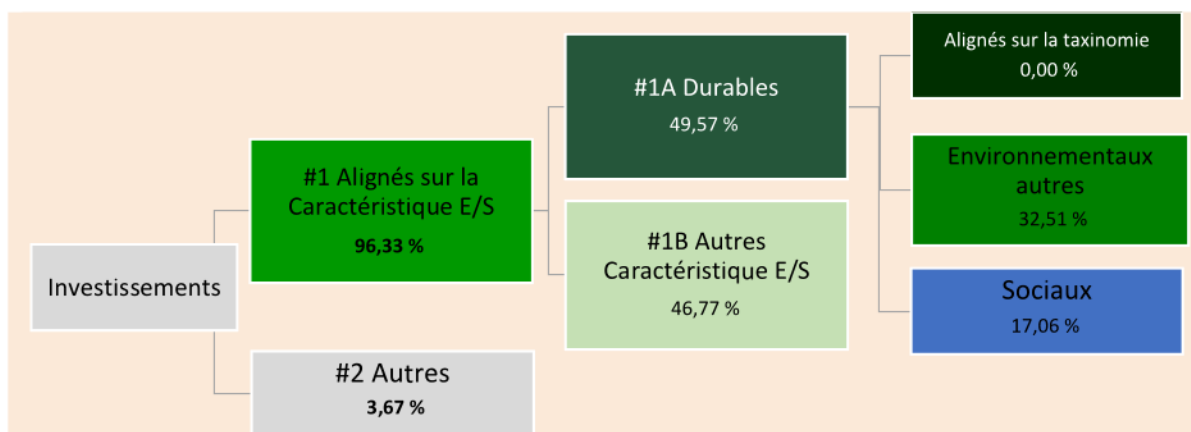 Investissements
#1 Alignés sur la
Caractéristique E/S
96,33 %
#2 Autres
3,67 %
#1A Durables
49,57 %
#1B Autres
Caractéristique E/S
46,77 %
Alignés sur la taxinomie
0,00 %
Environnementaux
autres
32,51 %
Sociaux
17,06 %